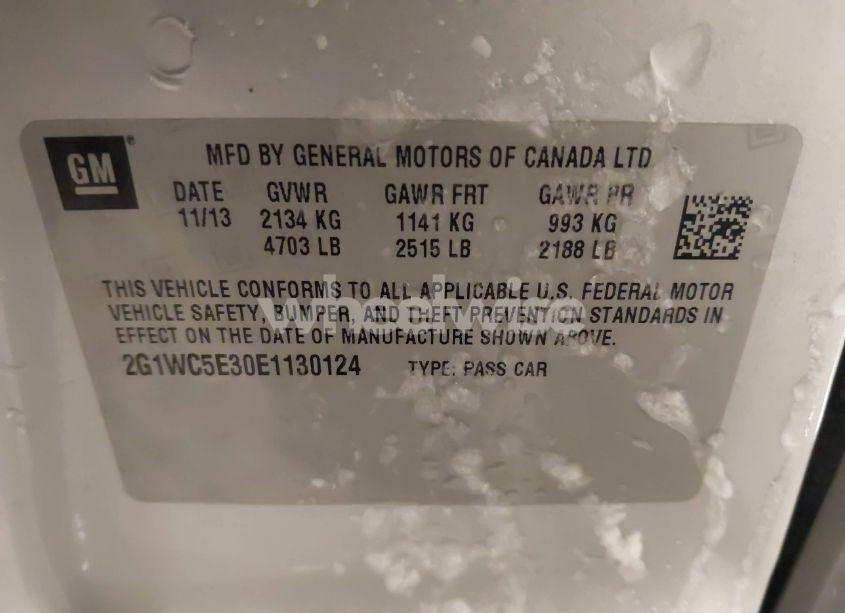 GM
MFD BY GENERAL MOTORS OF CANADA LTD
DATE GVWR GAWR FRT GAWR RR
11/13 2134 KG 1141 KG 993 KG
4703 LB 2515 LB 2188 LB
THIS VEHICLE CONFORMS TO ALL APPLICABLE U.S. FEDERAL MOTOR
VEHICLE SAFETY, BUMPER, AND THEFT PREVENTION STANDARDS IN
EFFECT ON THE DATE OF MANUFACTURE SHOWN ABOVE.
2G1WC5E30E1130124 TYPE: PASS CAR